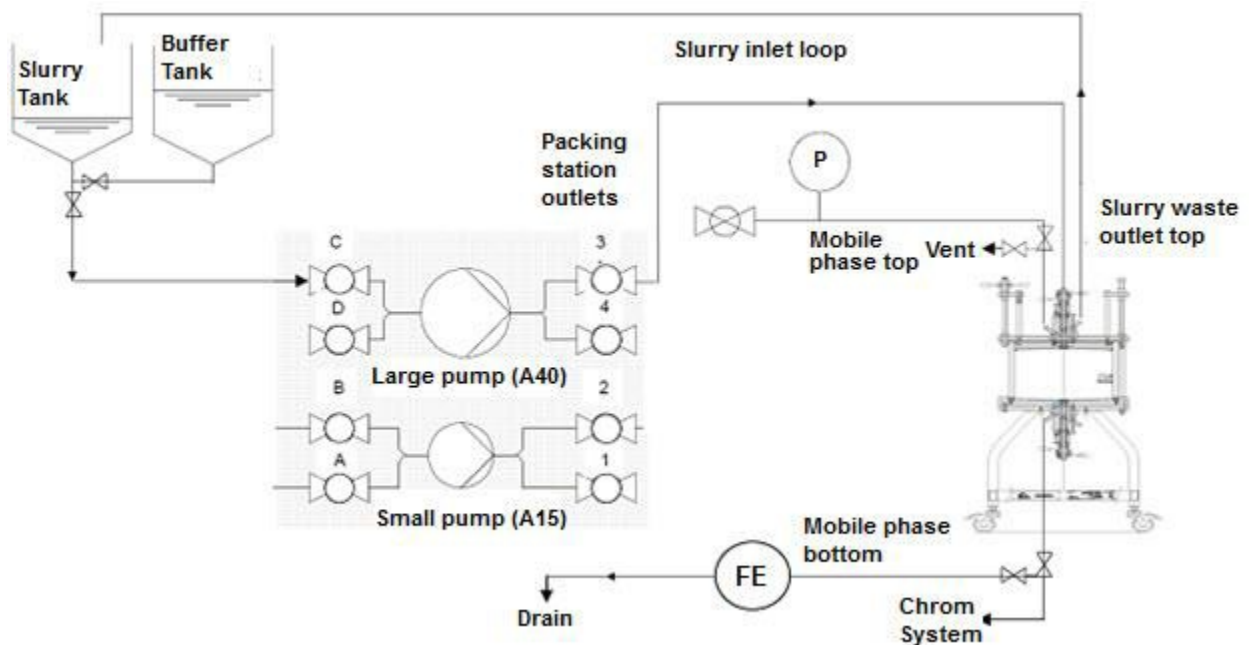 Slurry
Tank
Buffer
Tank
Slurry inlet loop
Packing
station
outlets
P
Slurry waste
outlet top
Mobile
phase top
Vent
C
3
D
4
Large pump (A40)
B
2
A
1
Small pump (A15)
Mobile phase
bottom
FE
Drain
Chrom
System